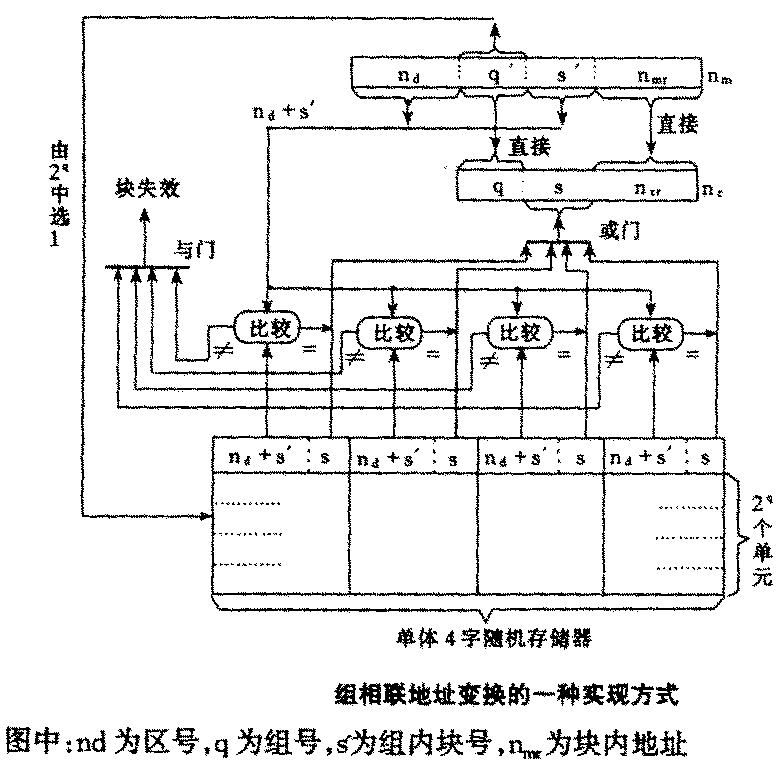 n_d q′ s′ n_mr n_m
n_d + s′
直接 直接
由2^q中选1
块失效
q s n_cr n_c
与门
或门
比较 比较 比较 比较
≠ = ≠ = ≠ = ≠ =
n_d + s′ s n_d + s′ s n_d + s′ s n_d + s′ s
2^q个单元
单体4字随机存储器
组相联地址变换的一种实现方式
图中:nd为区号,q为组号,s′为组内块号,n_mr为块内地址